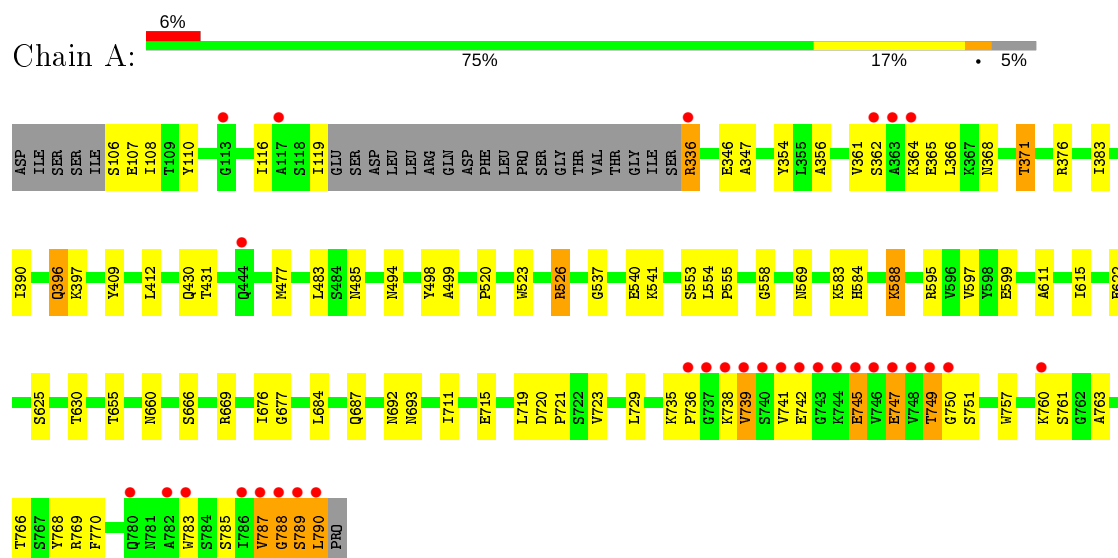 6%
Chain A:
75% 17% • 5%
ASP ILE SER SER ILE S106 E107 I108 T109 Y110 G113 I116 A117 S118 I119 GLU SER ASP LEU LEU ARG GLN ASP PHE LEU PRO SER GLY THR VAL THR GLY ILE SER R336 E346 A347 Y354 L355 A356 V361 S362 A363 K364 E365 L366 K367 N368 T371 R376 I383
I390 Q396 K397 Y409 L412 Q430 T431 Q444 M477 L483 S484 N485 N494 Y498 A499 P520 W523 R526 G537 E540 K541 S553 L554 P555 G558 N569 K583 H584 K588 R595 V596 V597 Y598 E599 A611 I615
S625 T630 T655 N660 S666 R669 I676 G677 L684 Q687 N692 N693 I711 E715 L719 D720 P721 S722 V723 L729 K735 P736 G737 K738 V739 S740 V741 E742 G743 K744 E745 V746 E747 V748 T749 G750 S751 W757 K760 S761 G762 A763
T766 S767 Y768 R769 F770 Q780 N781 A782 W783 S784 S785 I786 V787 G788 S789 L790 PRO